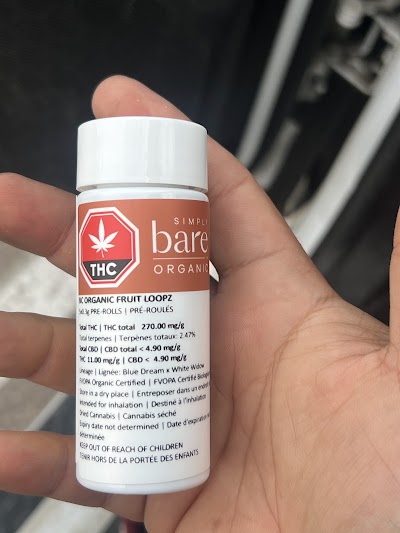 THC
SIMPLY
bare
ORGANIC
BC ORGANIC FRUIT LOOPZ
0.3g PRE-ROLLS | PRÉ-ROULÉS
Total THC | THC total 270.00 mg/g
Total terpenes | Terpènes totaux: 2.47%
Total CBD | CBD total < 4.90 mg/g
THC 11.00 mg/g | CBD < 4.90 mg/g
Lineage | Lignée: Blue Dream x White Widow
FVOPA Organic Certified | FVOPA Certifié Biologique
Store in a dry place | Entreposer dans un endroit
Intended for inhalation | Destiné à l'inhalation
Dried Cannabis | Cannabis séché
Expiry date not determined | Date d'expiration
déterminée
KEEP OUT OF REACH OF CHILDREN
TENIR HORS DE LA PORTÉE DES ENFANTS